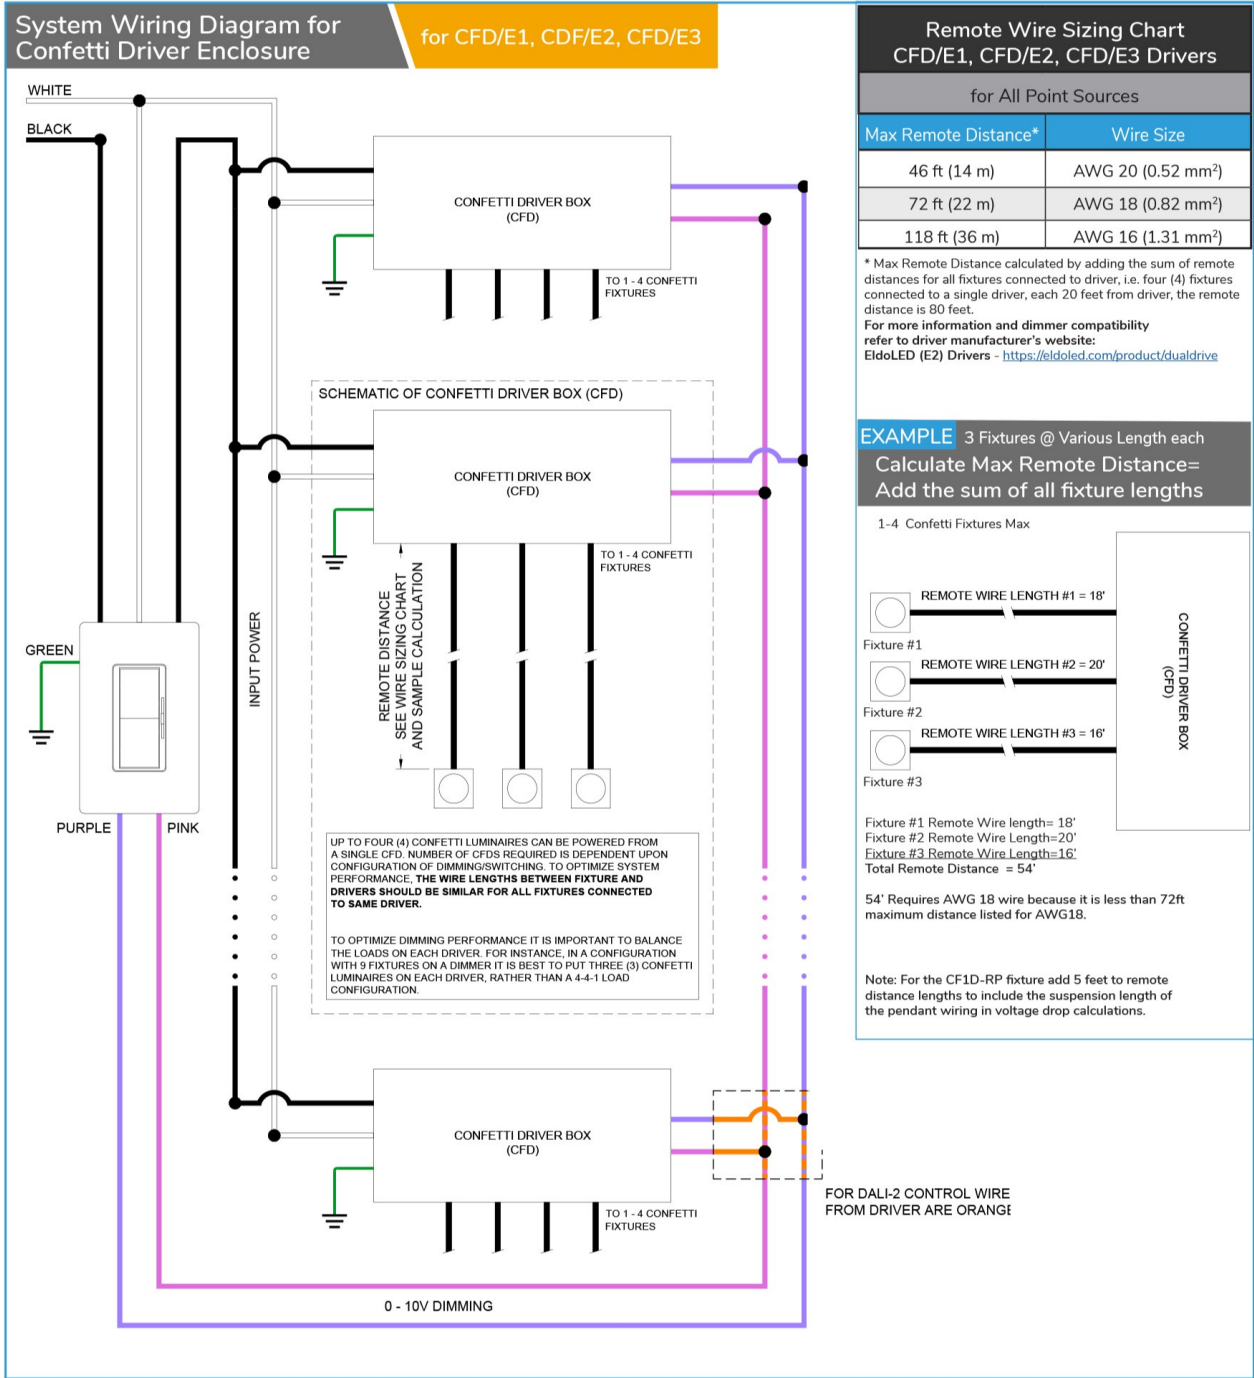 System Wiring Diagram for
Confetti Driver Enclosure
for CFD/E1, CDF/E2, CFD/E3
WHITE
BLACK
CONFETTI DRIVER BOX
(CFD)
TO 1 - 4 CONFETTI
FIXTURES
SCHEMATIC OF CONFETTI DRIVER BOX (CFD)
CONFETTI DRIVER BOX
(CFD)
TO 1 - 4 CONFETTI
FIXTURES
REMOTE DISTANCE
SEE WIRE SIZING CHART
AND SAMPLE CALCULATION
INPUT POWER
GREEN
PURPLE
PINK
UP TO FOUR (4) CONFETTI LUMINAIRES CAN BE POWERED FROM
A SINGLE CFD. NUMBER OF CFDS REQUIRED IS DEPENDENT UPON
CONFIGURATION OF DIMMING/SWITCHING. TO OPTIMIZE SYSTEM
PERFORMANCE, THE WIRE LENGTHS BETWEEN FIXTURE AND
DRIVERS SHOULD BE SIMILAR FOR ALL FIXTURES CONNECTED
TO SAME DRIVER.
TO OPTIMIZE DIMMING PERFORMANCE IT IS IMPORTANT TO BALANCE
THE LOADS ON EACH DRIVER. FOR INSTANCE, IN A CONFIGURATION
WITH 9 FIXTURES ON A DIMMER IT IS BEST TO PUT THREE (3) CONFETTI
LUMINAIRES ON EACH DRIVER, RATHER THAN A 4-4-1 LOAD
CONFIGURATION.
CONFETTI DRIVER BOX
(CFD)
TO 1 - 4 CONFETTI
FIXTURES
FOR DALI-2 CONTROL WIRE
FROM DRIVER ARE ORANGE
0 - 10V DIMMING
Remote Wire Sizing Chart
CFD/E1, CFD/E2, CFD/E3 Drivers
for All Point Sources
Max Remote Distance* Wire Size
46 ft (14 m) AWG 20 (0.52 mm²)
72 ft (22 m) AWG 18 (0.82 mm²)
118 ft (36 m) AWG 16 (1.31 mm²)
* Max Remote Distance calculated by adding the sum of remote
distances for all fixtures connected to driver, i.e. four (4) fixtures
connected to a single driver, each 20 feet from driver, the remote
distance is 80 feet.
For more information and dimmer compatibility
refer to driver manufacturer's website:
EldoLED (E2) Drivers - https://eldoled.com/product/dualdrive
EXAMPLE 3 Fixtures @ Various Length each
Calculate Max Remote Distance=
Add the sum of all fixture lengths
1-4 Confetti Fixtures Max
REMOTE WIRE LENGTH #1 = 18'
Fixture #1
REMOTE WIRE LENGTH #2 = 20'
Fixture #2
REMOTE WIRE LENGTH #3 = 16'
Fixture #3
CONFETTI DRIVER BOX
(CFD)
Fixture #1 Remote Wire length= 18'
Fixture #2 Remote Wire Length=20'
Fixture #3 Remote Wire Length=16'
Total Remote Distance = 54'
54' Requires AWG 18 wire because it is less than 72ft
maximum distance listed for AWG18.
Note: For the CF1D-RP fixture add 5 feet to remote
distance lengths to include the suspension length of
the pendant wiring in voltage drop calculations.